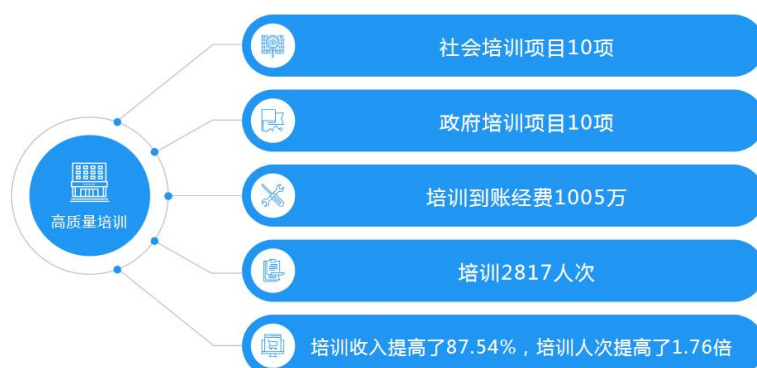 社会培训项目10项
政府培训项目10项
高质量培训
培训到账经费1005万
培训2817人次
培训收入提高了87.54%，培训人次提高了1.76倍